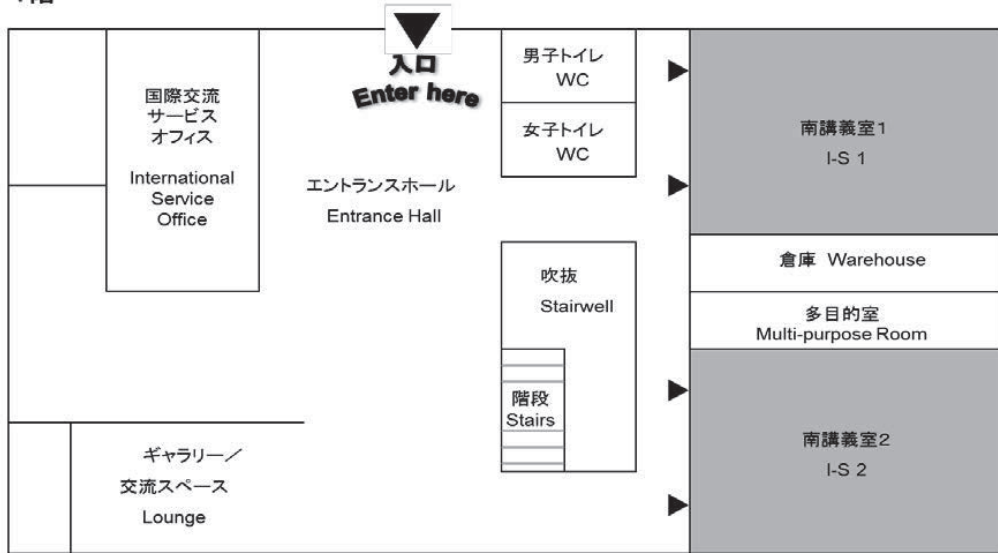 入口
Enter here
国際交流
サービス
オフィス
International
Service
Office
エントランスホール
Entrance Hall
男子トイレ
WC
女子トイレ
WC
吹抜
Stairwell
階段
Stairs
南講義室1
I-S 1
倉庫 Warehouse
多目的室
Multi-purpose Room
南講義室2
I-S 2
ギャラリー／
交流スペース
Lounge